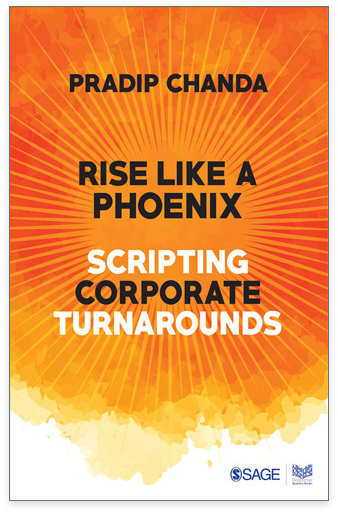 PRADIP CHANDA
RISE LIKE A
PHOENIX
SCRIPTING
CORPORATE
TURNAROUNDS
SAGE